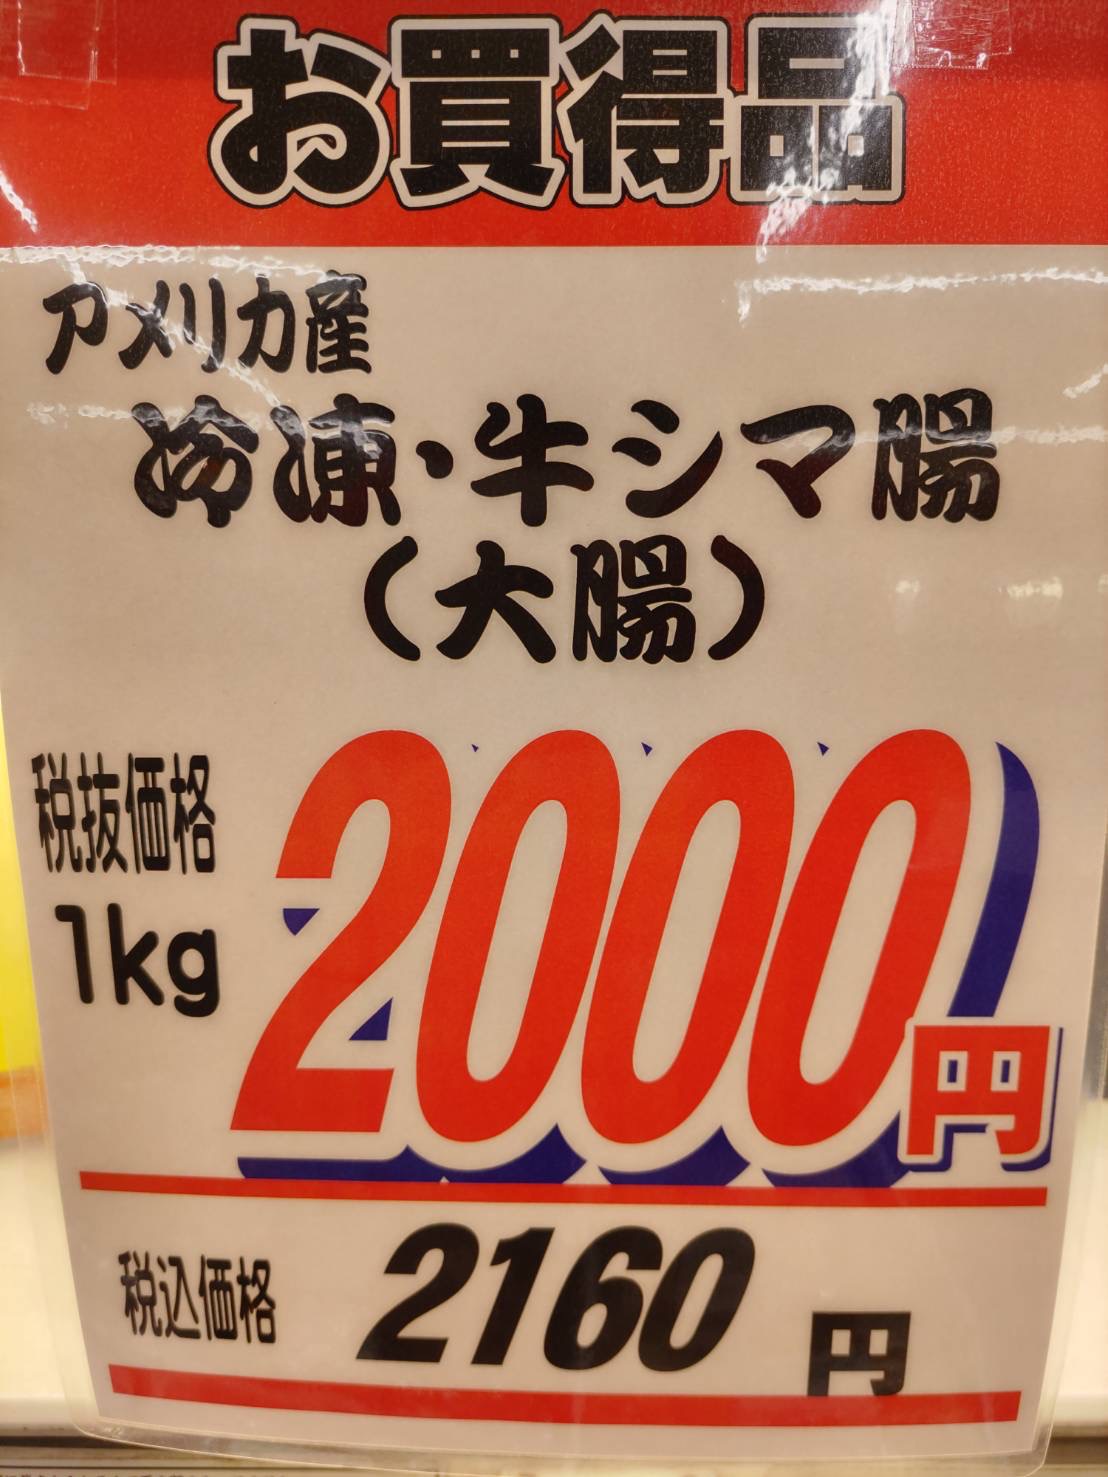 お買得品
アメリカ産
冷凍・牛シマ腸
(大腸)
税抜価格
1kg
2000円
税込価格 2160円